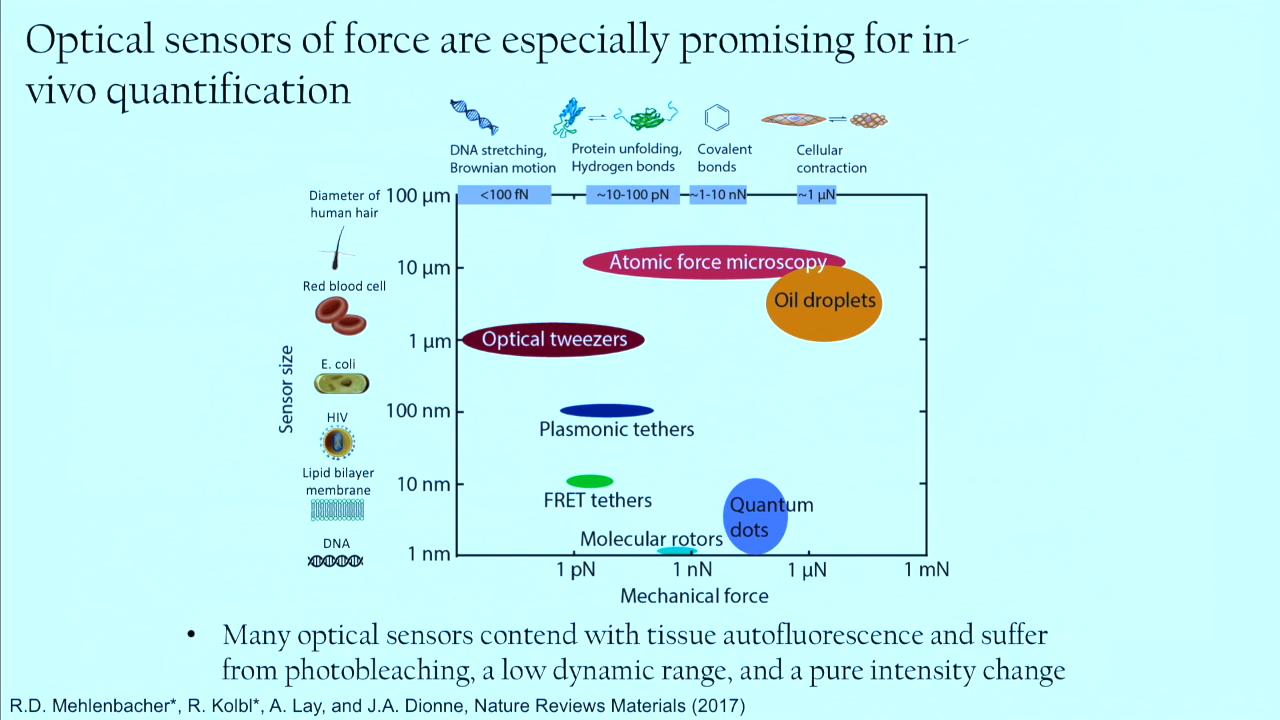 Optical sensors of force are especially promising for in-
vivo quantification
DNA stretching,
Brownian motion
Protein unfolding,
Hydrogen bonds
Covalent
bonds
Cellular
contraction
<100 fN
~10-100 pN
~1-10 nN
~1 µN
Diameter of
human hair
Red blood cell
E. coli
HIV
Lipid bilayer
membrane
DNA
Sensor size
100 µm
10 µm
1 µm
100 nm
10 nm
1 nm
Atomic force microscopy
Oil droplets
Optical tweezers
Plasmonic tethers
FRET tethers
Quantum
dots
Molecular rotors
1 pN
1 nN
1 µN
1 mN
Mechanical force
• Many optical sensors contend with tissue autofluorescence and suffer
from photobleaching, a low dynamic range, and a pure intensity change
R.D. Mehlenbacher*, R. Kolbl*, A. Lay, and J.A. Dionne, Nature Reviews Materials (2017)